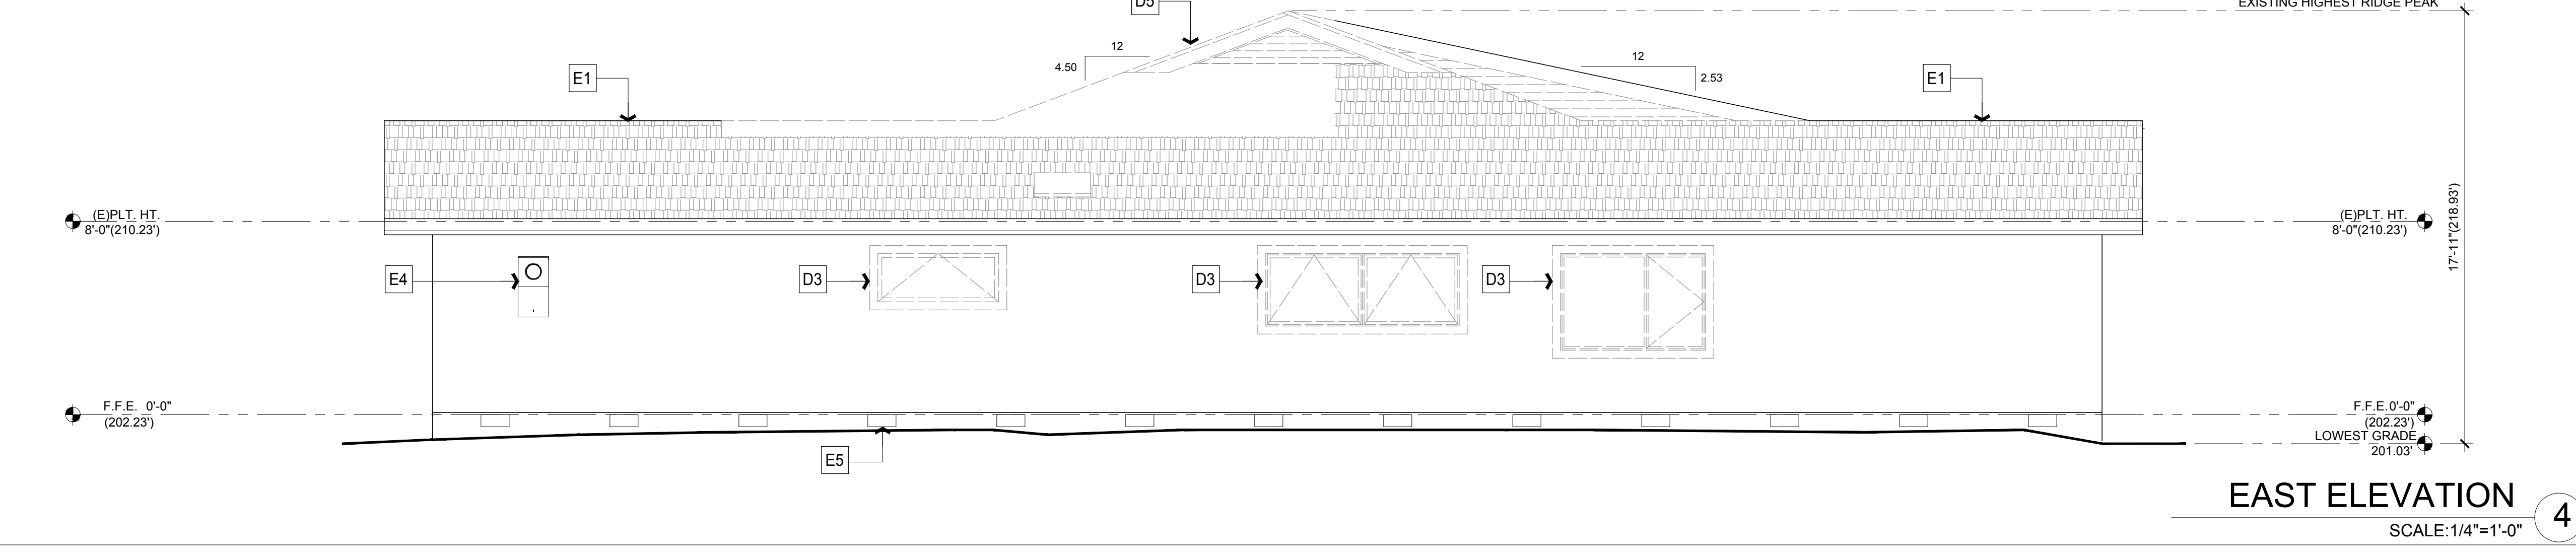 D5
EXISTING HIGHEST RIDGE PEAK
12
4.50
12
2.53
E1
E1
(E)PLT. HT.
8'-0"(210.23')
(E)PLT. HT.
8'-0"(210.23')
17'-11"(218.93')
E4
D3
D3
D3
F.F.E. 0'-0"
(202.23')
F.F.E. 0'-0"
(202.23')
LOWEST GRADE
201.03'
E5
EAST ELEVATION
4
SCALE:1/4"=1'-0"